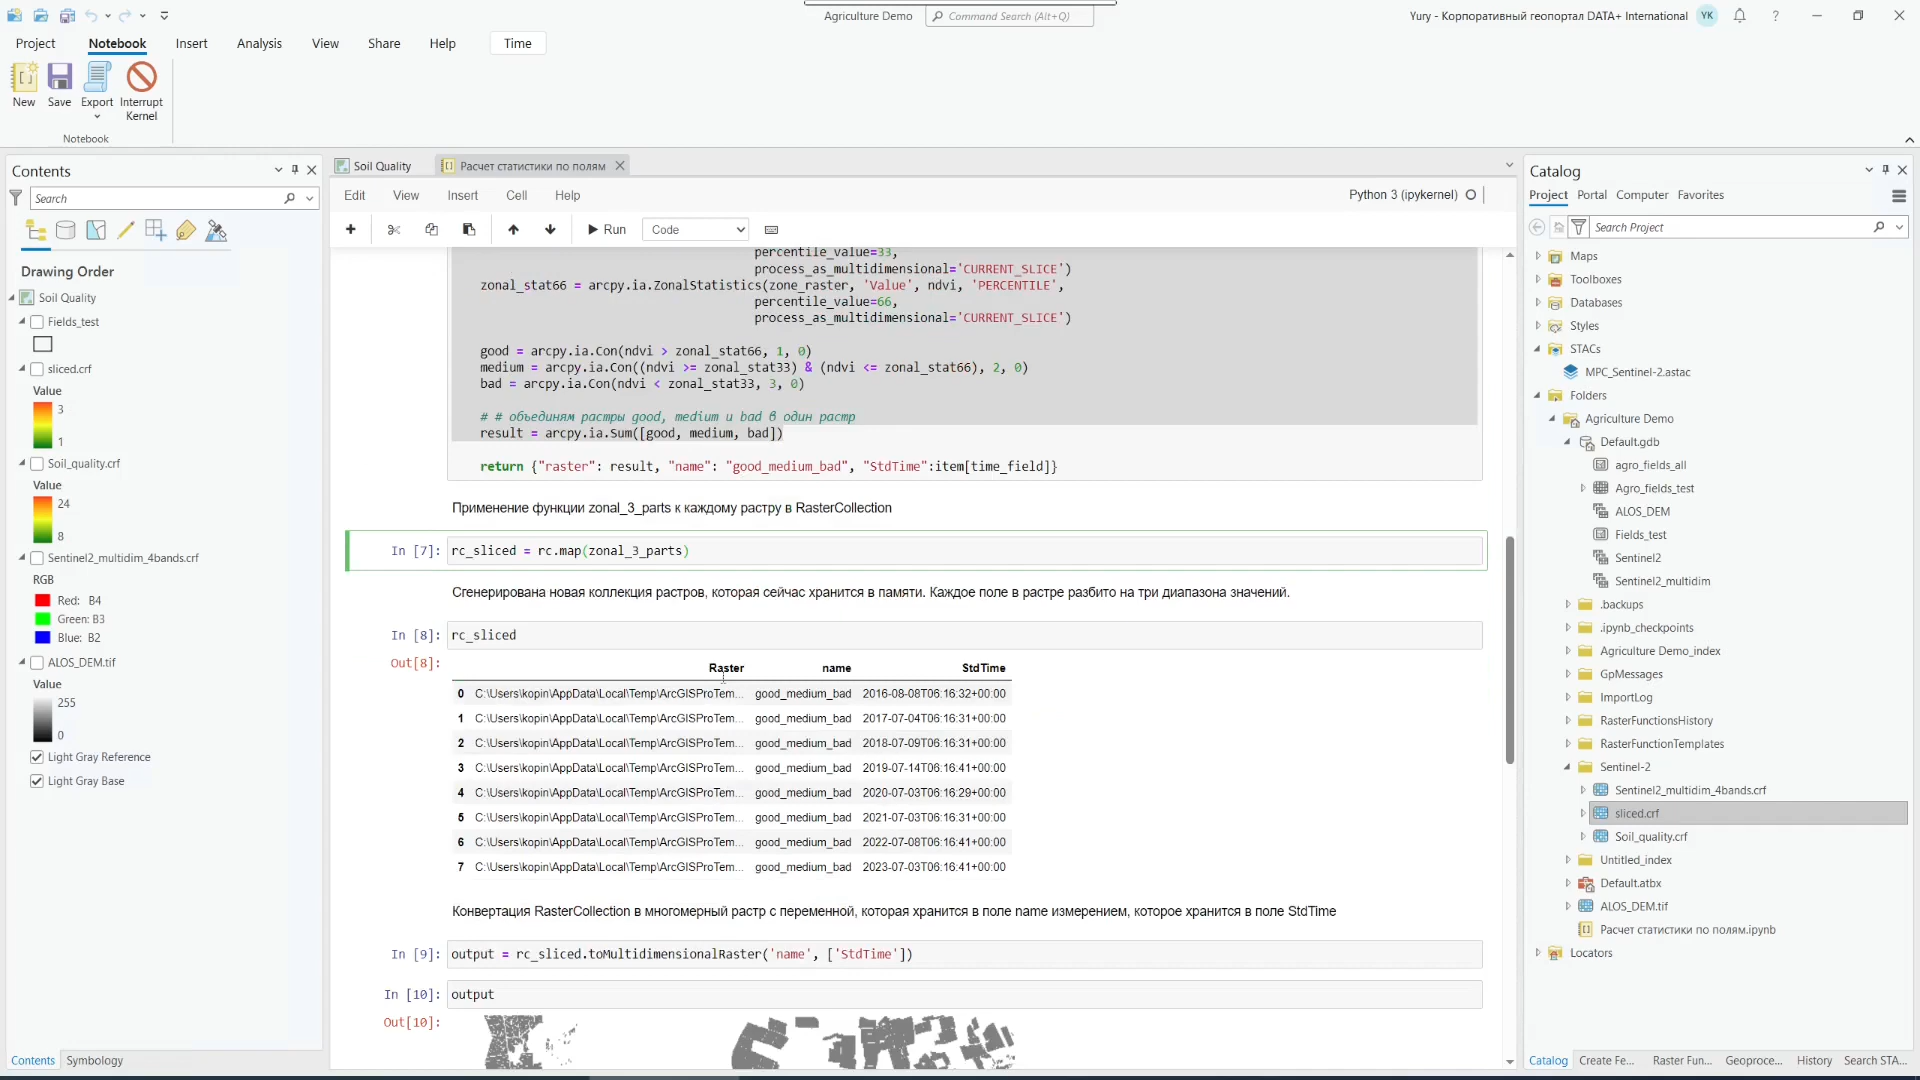 Agriculture Demo
Command Search (Alt+Q)
Yury - Корпоративный геопортал DATA+ International
YK
?
Project
Notebook
Insert
Analysis
View
Share
Help
Time
New
Save
Export
Interrupt
Kernel
Notebook
Contents
Search
Drawing Order
Soil Quality
Fields_test
sliced.crf
Value
3
1
Soil_quality.crf
Value
24
8
Sentinel2_multidim_4bands.crf
RGB
Red: B4
Green: B3
Blue: B2
ALOS_DEM.tif
Value
255
0
Light Gray Reference
Light Gray Base
Contents
Symbology
Soil Quality
Расчет статистики по полям
Edit
View
Insert
Cell
Help
Python 3 (ipykernel)
Run
Code
percentile_value=33,
process_as_multidimensional='CURRENT_SLICE')
zonal_stat66 = arcpy.ia.ZonalStatistics(zone_raster, 'Value', ndvi, 'PERCENTILE',
percentile_value=66,
process_as_multidimensional='CURRENT_SLICE')
good = arcpy.ia.Con(ndvi > zonal_stat66, 1, 0)
medium = arcpy.ia.Con((ndvi >= zonal_stat33) & (ndvi <= zonal_stat66), 2, 0)
bad = arcpy.ia.Con(ndvi < zonal_stat33, 3, 0)
# # объединям растры good, medium и bad в один растр
result = arcpy.ia.Sum([good, medium, bad])
return {"raster": result, "name": "good_medium_bad", "StdTime":item[time_field]}
Применение функции zonal_3_parts к каждому растру в RasterCollection
In [7]: rc_sliced = rc.map(zonal_3_parts)
Сгенерирована новая коллекция растров, которая сейчас хранится в памяти. Каждое поле в растре разбито на три диапазона значений.
In [8]: rc_sliced
Out[8]:
Raster name StdTime
0 C:\Users\kopin\AppData\Local\Temp\ArcGISProTem... good_medium_bad 2016-08-08T06:16:32+00:00
1 C:\Users\kopin\AppData\Local\Temp\ArcGISProTem... good_medium_bad 2017-07-04T06:16:31+00:00
2 C:\Users\kopin\AppData\Local\Temp\ArcGISProTem... good_medium_bad 2018-07-09T06:16:31+00:00
3 C:\Users\kopin\AppData\Local\Temp\ArcGISProTem... good_medium_bad 2019-07-14T06:16:41+00:00
4 C:\Users\kopin\AppData\Local\Temp\ArcGISProTem... good_medium_bad 2020-07-03T06:16:29+00:00
5 C:\Users\kopin\AppData\Local\Temp\ArcGISProTem... good_medium_bad 2021-07-03T06:16:31+00:00
6 C:\Users\kopin\AppData\Local\Temp\ArcGISProTem... good_medium_bad 2022-07-08T06:16:41+00:00
7 C:\Users\kopin\AppData\Local\Temp\ArcGISProTem... good_medium_bad 2023-07-03T06:16:41+00:00
Конвертация RasterCollection в многомерный растр с переменной, которая хранится в поле name измерением, которое хранится в поле StdTime
In [9]: output = rc_sliced.toMultidimensionalRaster('name', ['StdTime'])
In [10]: output
Out[10]:
Catalog
Project
Portal
Computer
Favorites
Search Project
Maps
Toolboxes
Databases
Styles
STACs
MPC_Sentinel-2.astac
Folders
Agriculture Demo
Default.gdb
agro_fields_all
Agro_fields_test
ALOS_DEM
Fields_test
Sentinel2
Sentinel2_multidim
.backups
.ipynb_checkpoints
Agriculture Demo_index
GpMessages
ImportLog
RasterFunctionsHistory
RasterFunctionTemplates
Sentinel-2
Sentinel2_multidim_4bands.crf
sliced.crf
Soil_quality.crf
Untitled_index
Default.atbx
ALOS_DEM.tif
Расчет статистики по полям.ipynb
Locators
Catalog
Create Fe...
Raster Fun...
Geoproce...
History
Search STA...